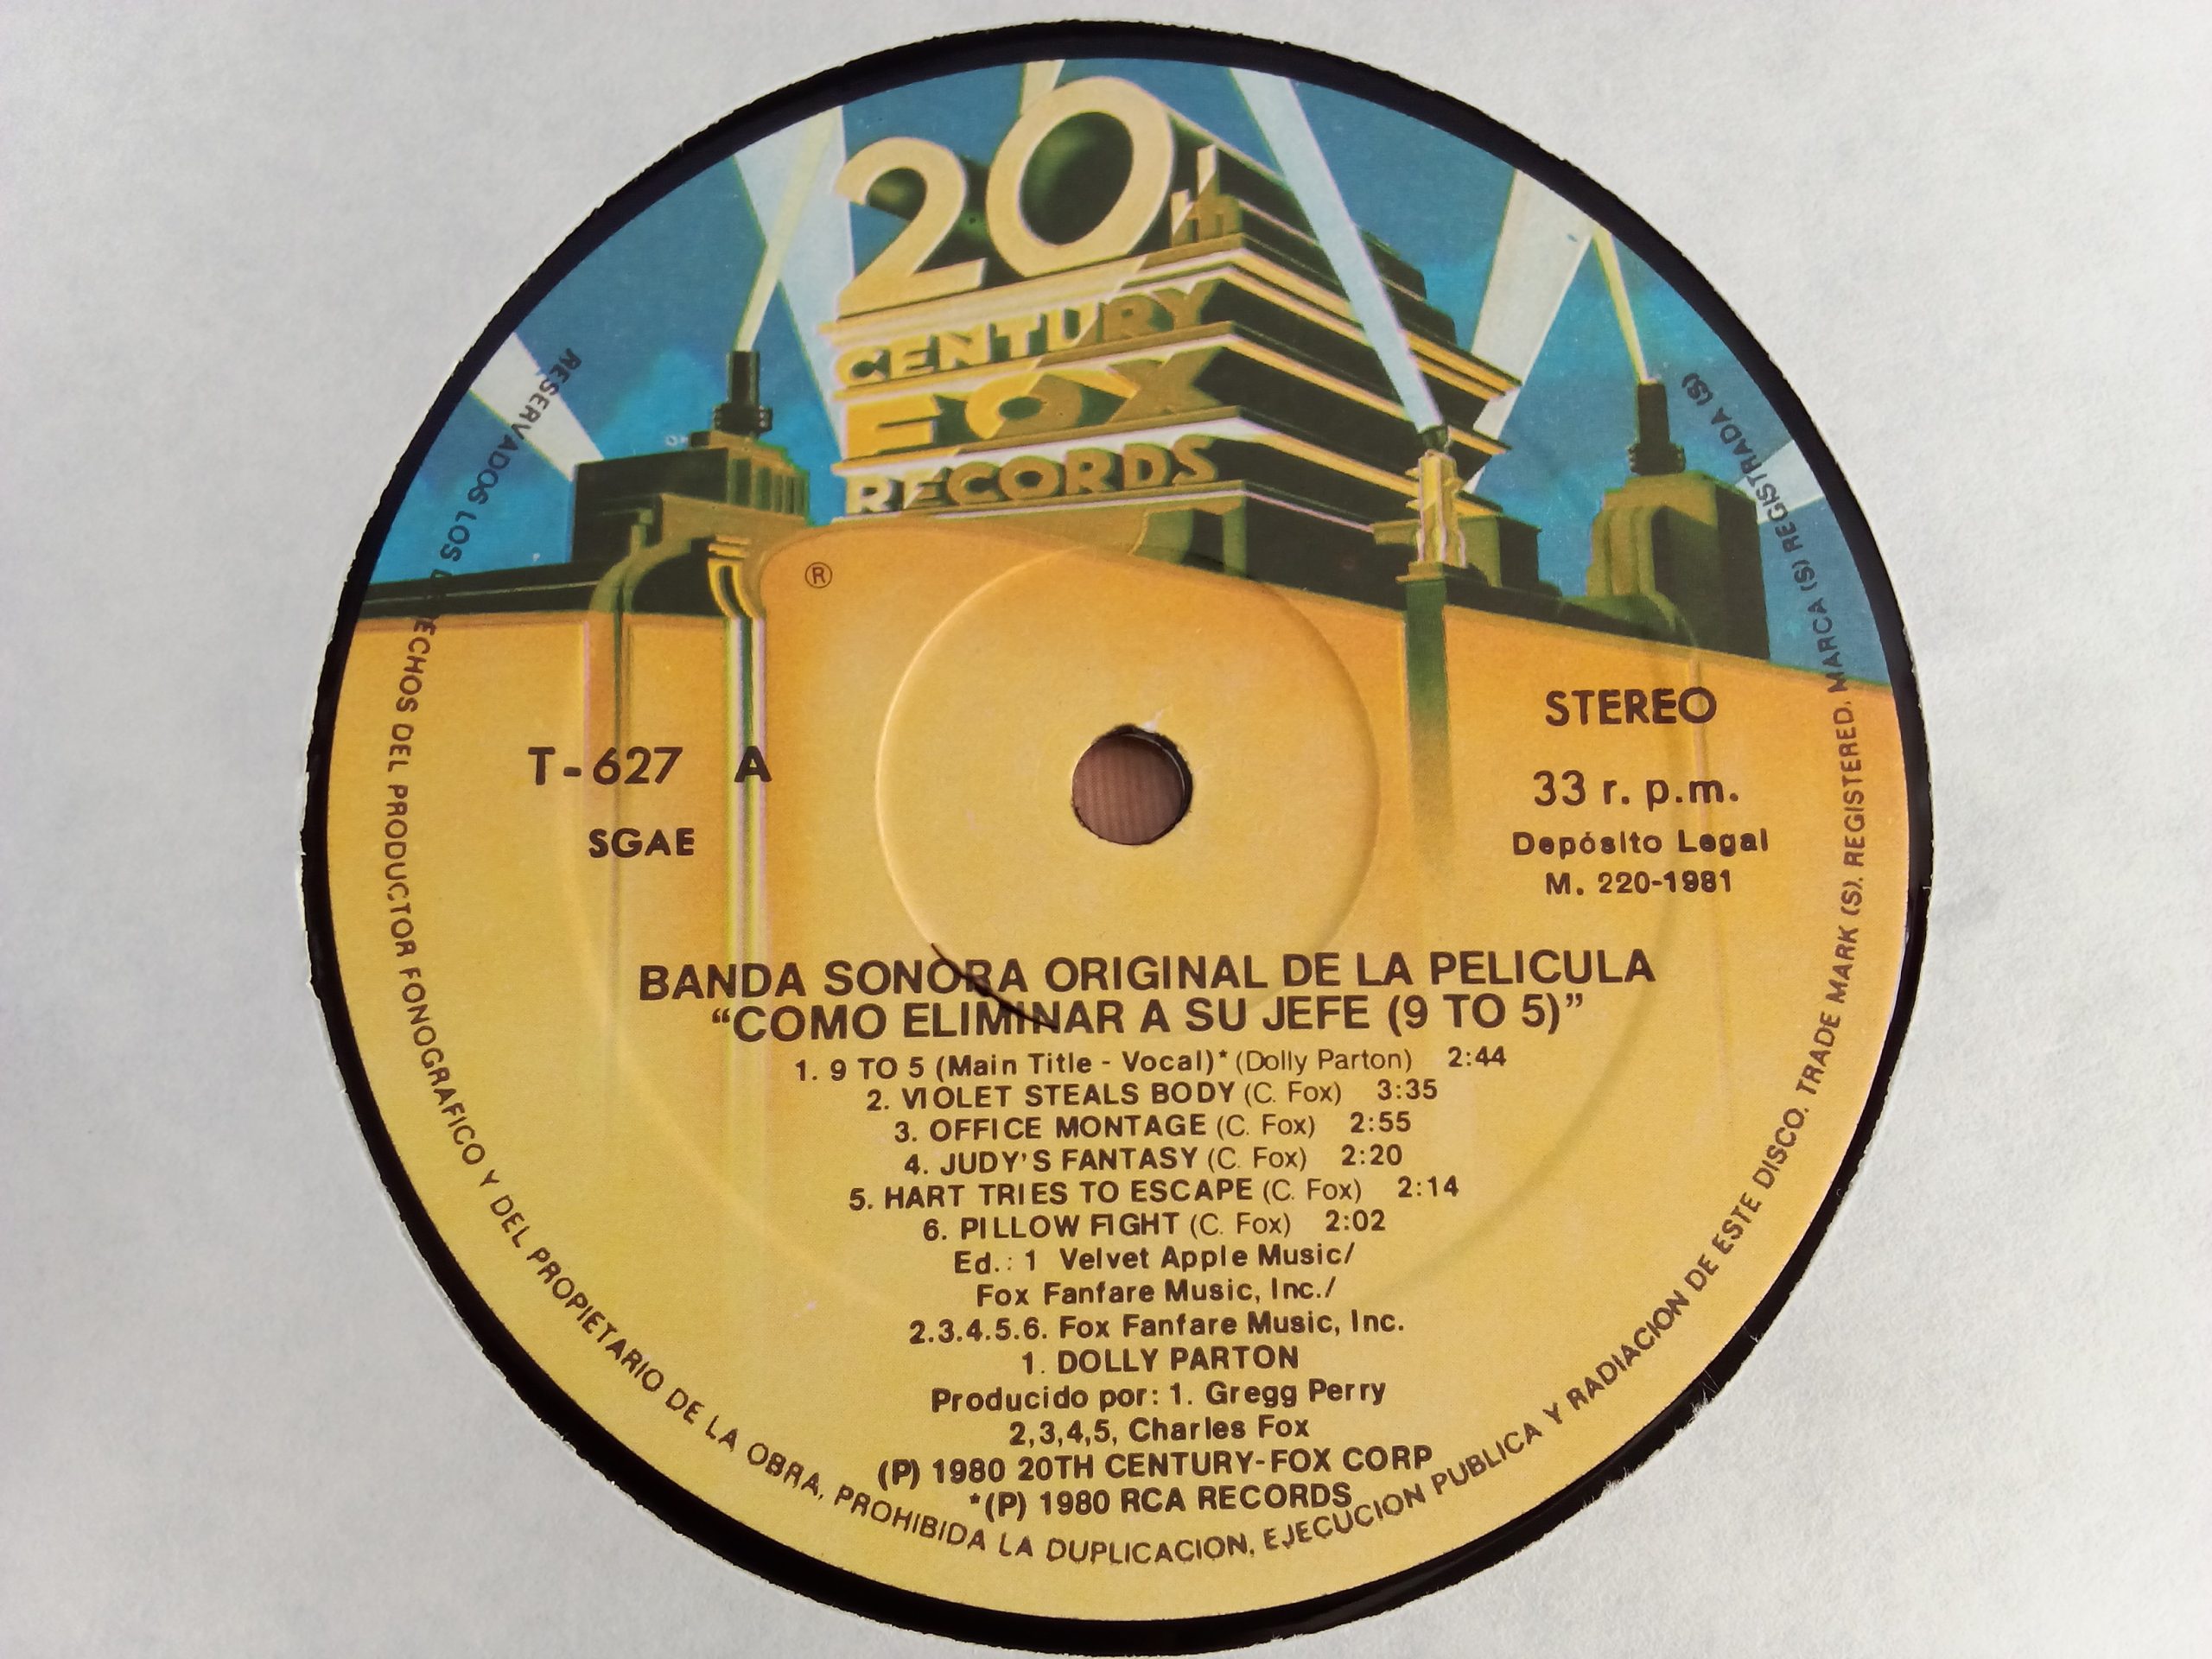 20th
CENTURY
FOX
RECORDS
®
T-627 A
SGAE
STEREO
33 r. p.m.
Depósito Legal
M. 220-1981
BANDA SONORA ORIGINAL DE LA PELICULA
“COMO ELIMINAR A SU JEFE (9 TO 5)”
1. 9 TO 5 (Main Title - Vocal)* (Dolly Parton) 2:44
2. VIOLET STEALS BODY (C. Fox) 3:35
3. OFFICE MONTAGE (C. Fox) 2:55
4. JUDY'S FANTASY (C. Fox) 2:20
5. HART TRIES TO ESCAPE (C. Fox) 2:14
6. PILLOW FIGHT (C. Fox) 2:02
Ed.: 1 Velvet Apple Music/
Fox Fanfare Music, Inc./
2.3.4.5.6. Fox Fanfare Music, Inc.
1. DOLLY PARTON
Producido por: 1. Gregg Perry
2,3,4,5, Charles Fox
(P) 1980 20TH CENTURY-FOX CORP
*(P) 1980 RCA RECORDS
RESERVADOS LOS DERECHOS DEL PRODUCTOR FONOGRAFICO Y DEL PROPIETARIO DE LA OBRA. PROHIBIDA LA DUPLICACION, EJECUCION PUBLICA Y RADIACION DE ESTE DISCO. TRADE MARK (S). REGISTERED. MARCA (S) REGISTRADA (S)